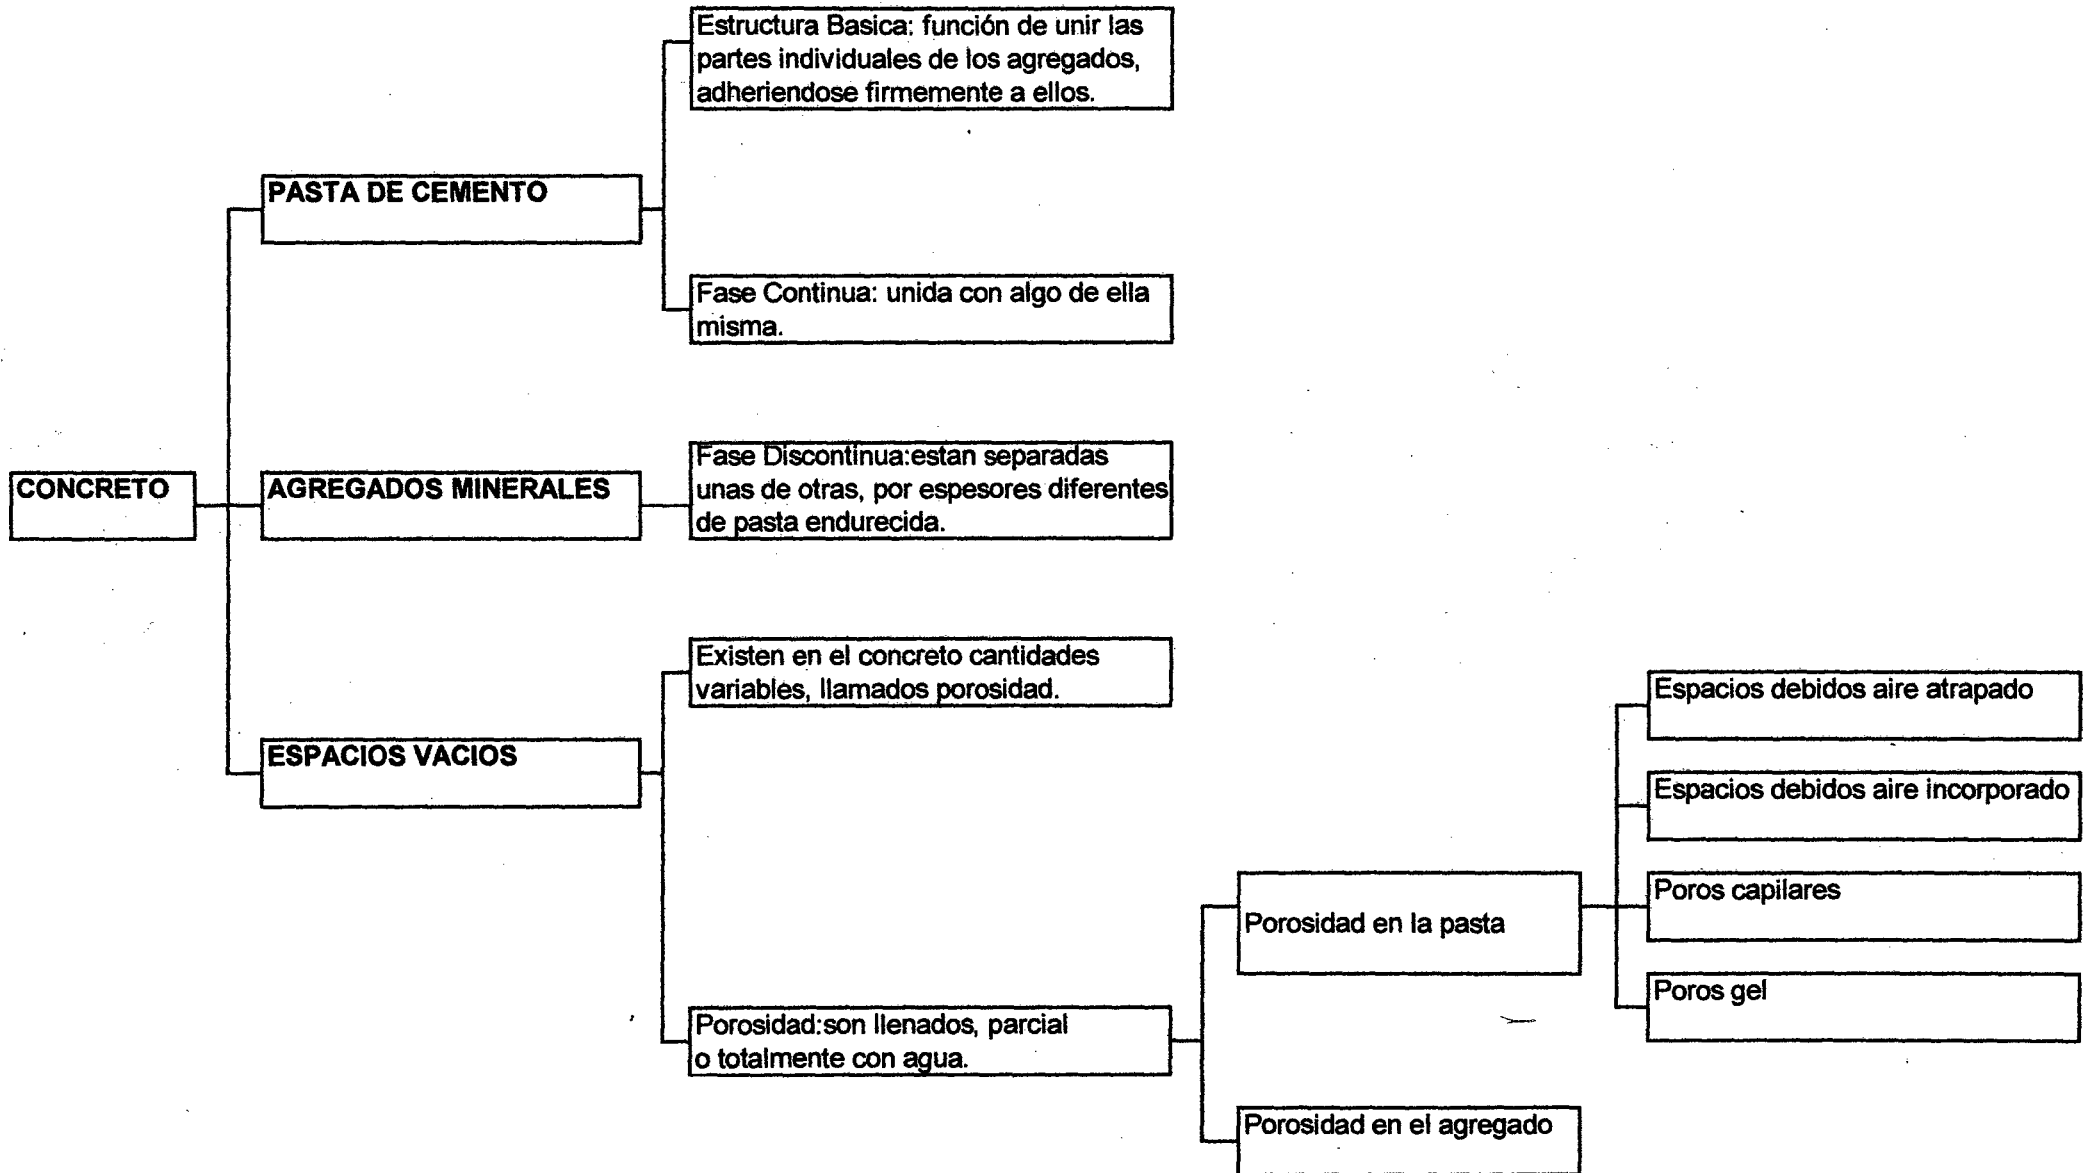 Estructura Basica: función de unir las
partes individuales de los agregados,
adheriendose firmemente a ellos.
PASTA DE CEMENTO
Fase Continua: unida con algo de ella
misma.
CONCRETO
AGREGADOS MINERALES
Fase Discontinua:estan separadas
unas de otras, por espesores diferentes
de pasta endurecida.
Existen en el concreto cantidades
variables, llamados porosidad.
ESPACIOS VACIOS
Porosidad:son llenados, parcial
o totalmente con agua.
Porosidad en la pasta
Espacios debidos aire atrapado
Espacios debidos aire incorporado
Poros capilares
Poros gel
Porosidad en el agregado